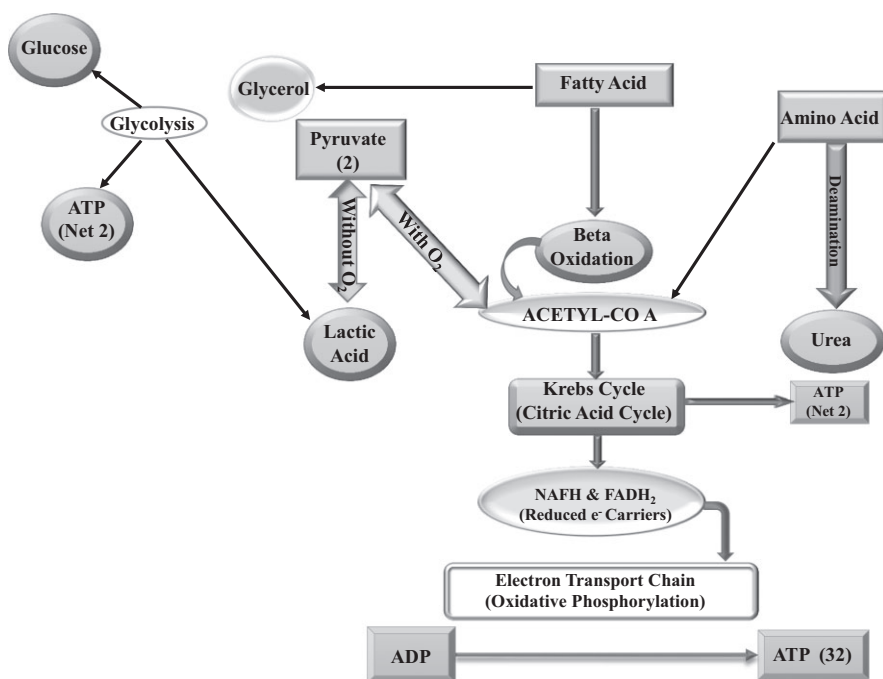 Glucose
Glycolysis
ATP
(Net 2)
Glycerol
Fatty Acid
Pyruvate
(2)
Amino Acid
Without O₂
With O₂
Beta
Oxidation
Deamination
Lactic
Acid
ACETYL-CO A
Urea
Krebs Cycle
(Citric Acid Cycle)
ATP
(Net 2)
NAFH & FADH₂
(Reduced e⁻ Carriers)
Electron Transport Chain
(Oxidative Phosphorylation)
ADP
ATP (32)